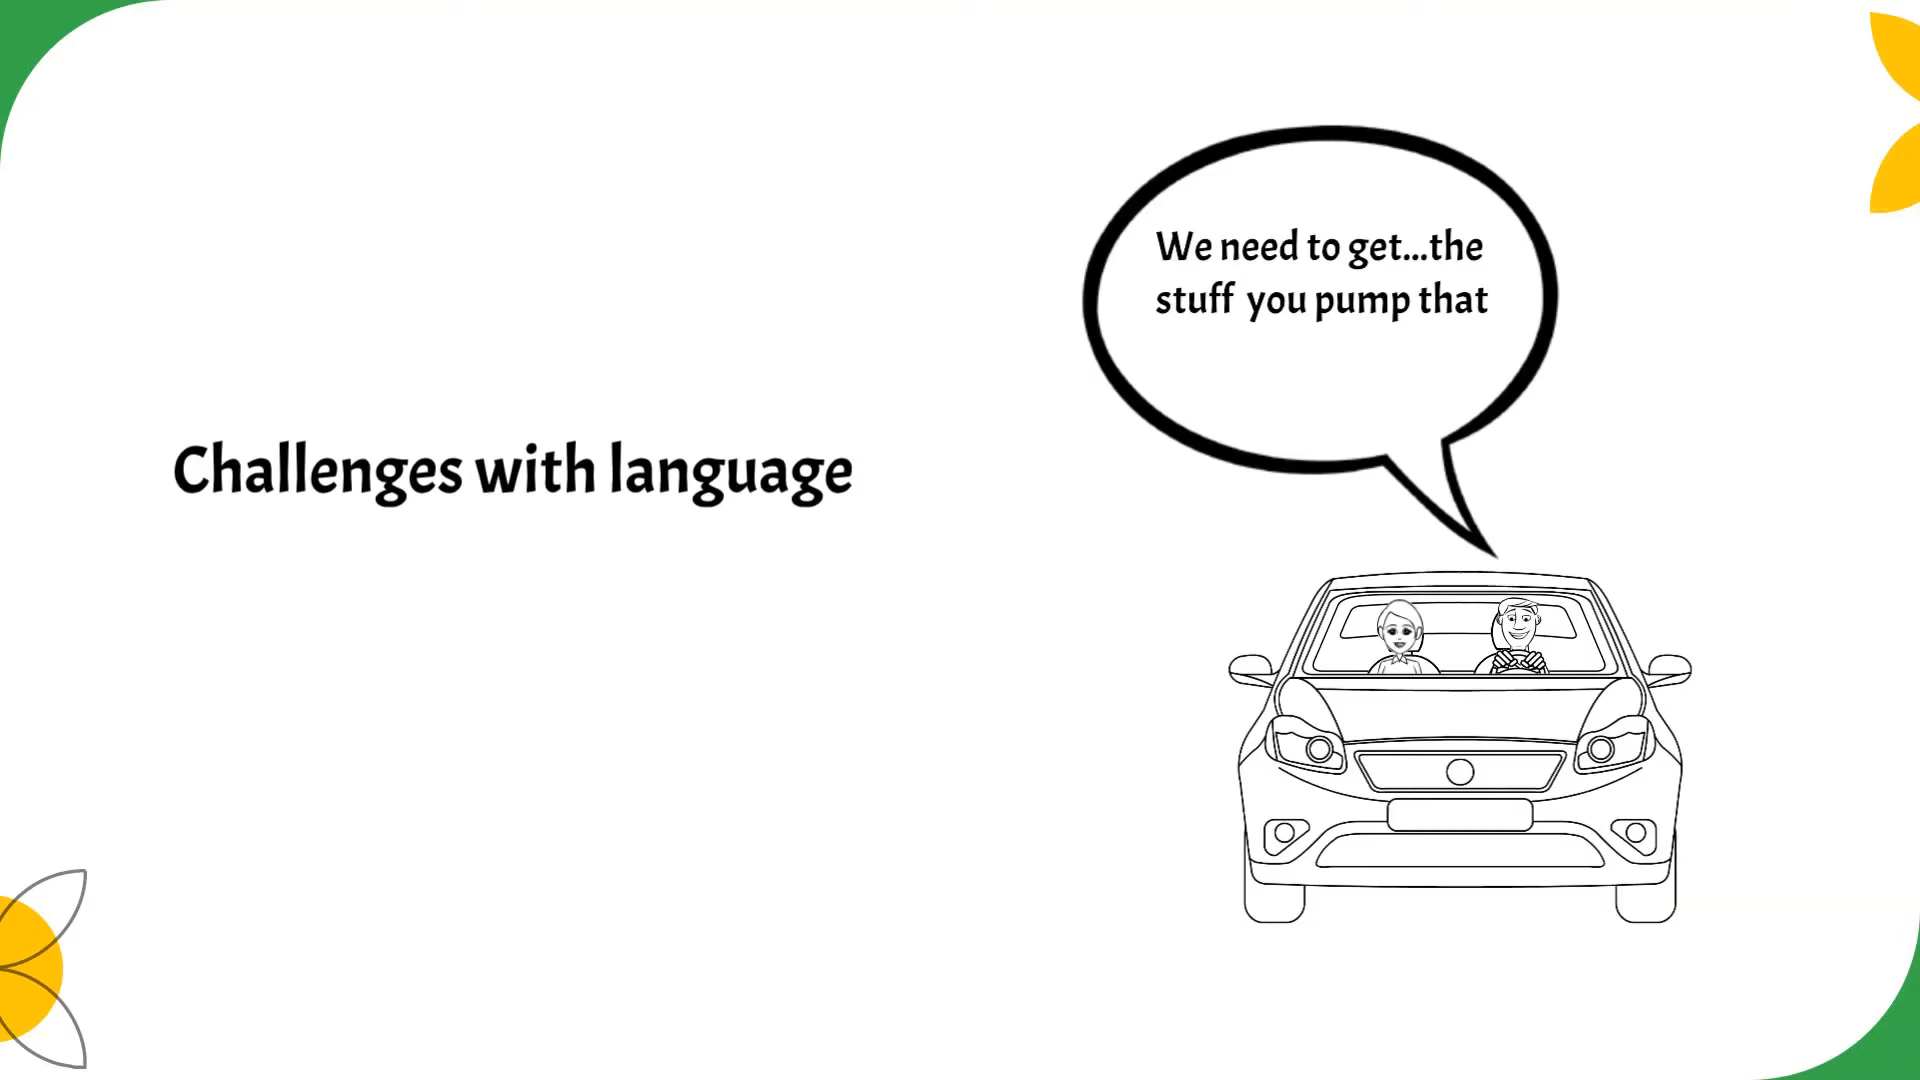 Challenges with language
We need to get...the
stuff you pump that